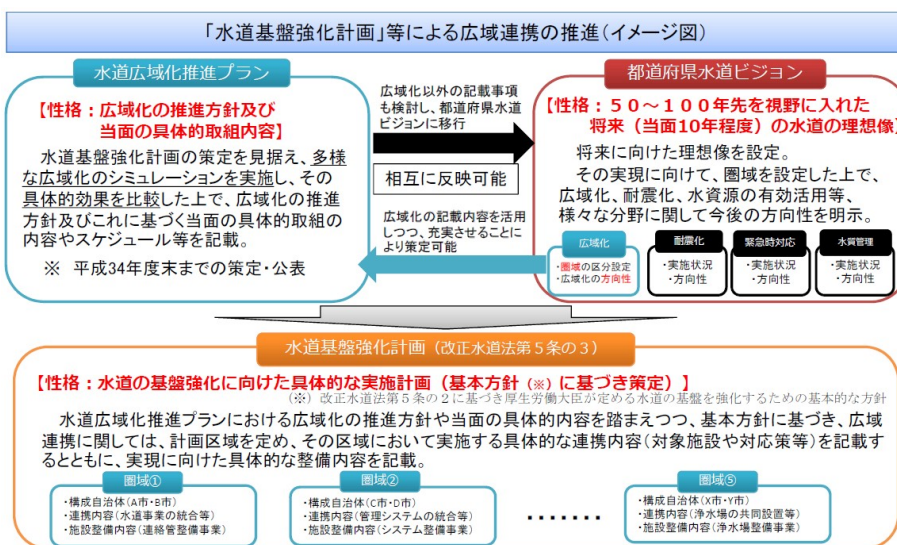 「水道基盤強化計画」等による広域連携の推進(イメージ図)
水道広域化推進プラン
【性格:広域化の推進方針及び
当面の具体的取組内容】
水道基盤強化計画の策定を見据え、多様
な広域化のシミュレーションを実施し、その
具体的効果を比較した上で、広域化の推進
方針及びこれに基づく当面の具体的取組の
内容やスケジュール等を記載。
※ 平成34年度末までの策定・公表
広域化以外の記載事項
も検討し、都道府県水道
ビジョンに移行
相互に反映可能
広域化の記載内容を活用
しつつ、充実させることに
より策定可能
都道府県水道ビジョン
【性格:50~100年先を視野に入れた
将来(当面10年程度)の水道の理想像】
将来に向けた理想像を設定。
その実現に向けて、圏域を設定した上で、
広域化、耐震化、水資源の有効活用等、
様々な分野に関して今後の方向性を明示。
広域化
・圏域の区分設定
・広域化の方向性
耐震化
・実施状況
・方向性
緊急時対応
・実施状況
・方向性
水質管理
・実施状況
・方向性
水道基盤強化計画(改正水道法第5条の3)
【性格:水道の基盤強化に向けた具体的な実施計画(基本方針(※)に基づき策定)】
(※)改正水道法第5条の2に基づき厚生労働大臣が定める水道の基盤を強化するための基本的な方針
水道広域化推進プランにおける広域化の推進方針や当面の具体的内容を踏まえつつ、基本方針に基づき、広域
連携に関しては、計画区域を定め、その区域において実施する具体的な連携内容(対象施設や対応策等)を記載す
るとともに、実現に向けた具体的な整備内容を記載。
圏域①
・構成自治体(A市・B市)
・連携内容(水道事業の統合等)
・施設整備内容(連絡管整備事業)
圏域②
・構成自治体(C市・D市)
・連携内容(管理システムの統合等)
・施設整備内容(システム整備事業)
・・・・・・・
圏域⑤
・構成自治体(X市・Y市)
・連携内容(浄水場の共同設置等)
・施設整備内容(浄水場整備事業)